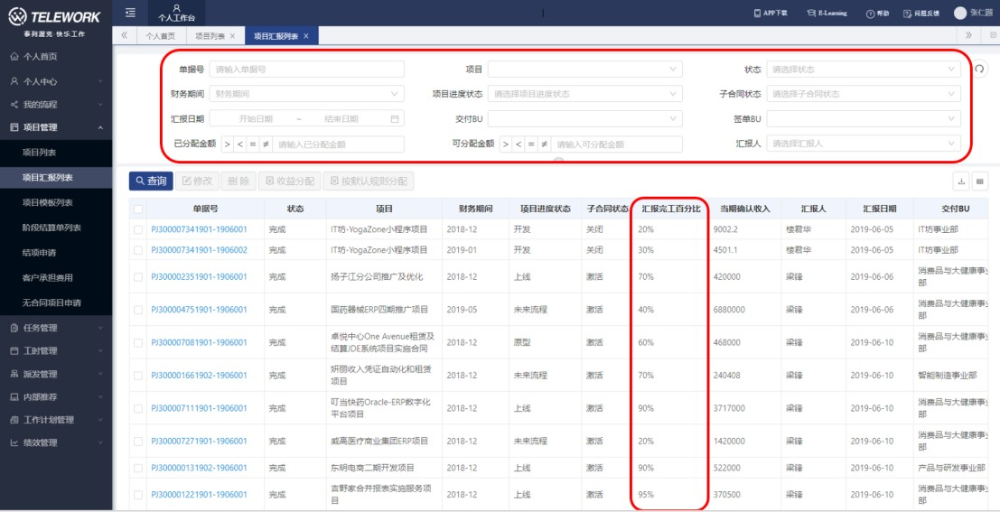 TELEWORK
泰列渥克·快乐工作
个人工作台
APP下载 E-Learning 帮助 问题反馈 张仁圆
个人首页 项目列表 × 项目汇报列表 ×
个人首页
个人中心
我的流程
项目管理
项目列表
项目汇报列表
项目模板列表
阶段结算单列表
结项申请
客户承担费用
无合同项目申请
任务管理
工时管理
派发管理
内部推荐
工作计划管理
绩效管理
单据号 请输入单据号 项目 状态 请选择状态
财务期间 财务期间 项目进度状态 请选择项目进度状态 子合同状态 请选择子合同状态
汇报日期 开始日期 ~ 结束日期 交付BU 签单BU
已分配金额 > < = ≠ 请输入已分配金额 可分配金额 > < = ≠ 请输入可分配金额 汇报人 请选择汇报人
查询 修改 删除 收益分配 按默认规则分配
单据号 状态 项目 财务期间 项目进度状态 子合同状态 汇报完工百分比 当期确认收入 汇报人 汇报日期 交付BU
PJ300007341901-1906001 完成 IT坊-YogaZone小程序项目 2018-12 开发 关闭 20% 9002.2 楼君华 2019-06-05 IT坊事业部
PJ300007341901-1906002 完成 IT坊-YogaZone小程序项目 2019-01 开发 关闭 30% 4501.1 楼君华 2019-06-05 IT坊事业部
PJ300002351901-1906001 完成 扬子江分公司推广及优化 2018-12 上线 激活 70% 420000 梁锋 2019-06-06 消费品与大健康事业部
PJ300004751901-1906001 完成 国药器械ERP四期推广项目 2019-05 未来流程 激活 40% 6880000 梁锋 2019-06-06 消费品与大健康事业部
PJ300007081901-1906001 完成 卓悦中心One Avenue租赁及结算JDE系统项目实施合同 2018-12 原型 激活 60% 468000 梁锋 2019-06-10 消费品与大健康事业部
PJ300001661902-1906001 完成 妍丽收入凭证自动化和租赁项目 2018-12 未来流程 激活 70% 240408 梁锋 2019-06-10 智能制造事业部
PJ300007111901-1906001 完成 叮当快药Oracle-ERP数字化平台项目 2018-12 上线 激活 90% 3717000 梁锋 2019-06-10 消费品与大健康事业部
PJ300007271901-1906001 完成 威高医疗商业集团ERP项目 2018-12 未来流程 激活 20% 1420000 梁锋 2019-06-10 消费品与大健康事业部
PJ300000131902-1906001 完成 东明电商二期开发项目 2018-12 上线 激活 90% 522000 梁锋 2019-06-10 产品与研发事业部
PJ300001221901-1906001 完成 吉野家合并报表实施服务项目 2018-12 上线 激活 95% 370500 梁锋 2019-06-10 消费品与大健康事业部